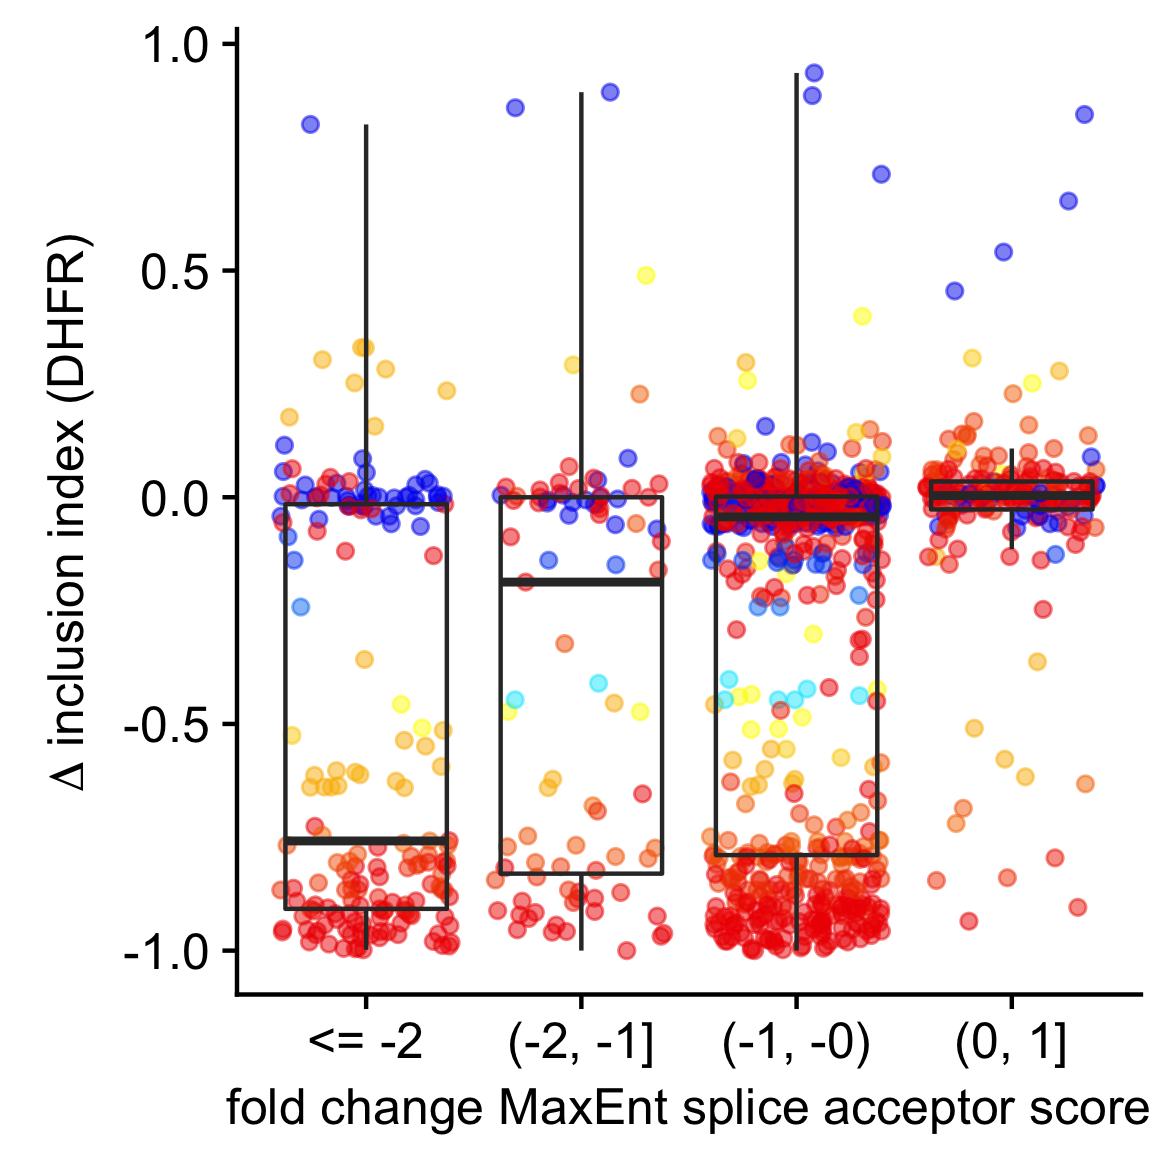 Δ inclusion index (DHFR)
1.0
0.5
0.0
-0.5
-1.0
<= -2 (-2, -1] (-1, -0) (0, 1]
fold change MaxEnt splice acceptor score